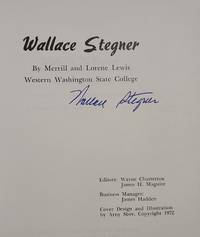 Wallace Stegner
By Merrill and Lorene Lewis
Western Washington State College
Wallace Stegner
Editors: Wayne Chatterton
James H. Maguire
Business Manager:
James Hadden
Cover Design and Illustration
by Arny Skov, Copyright 1972